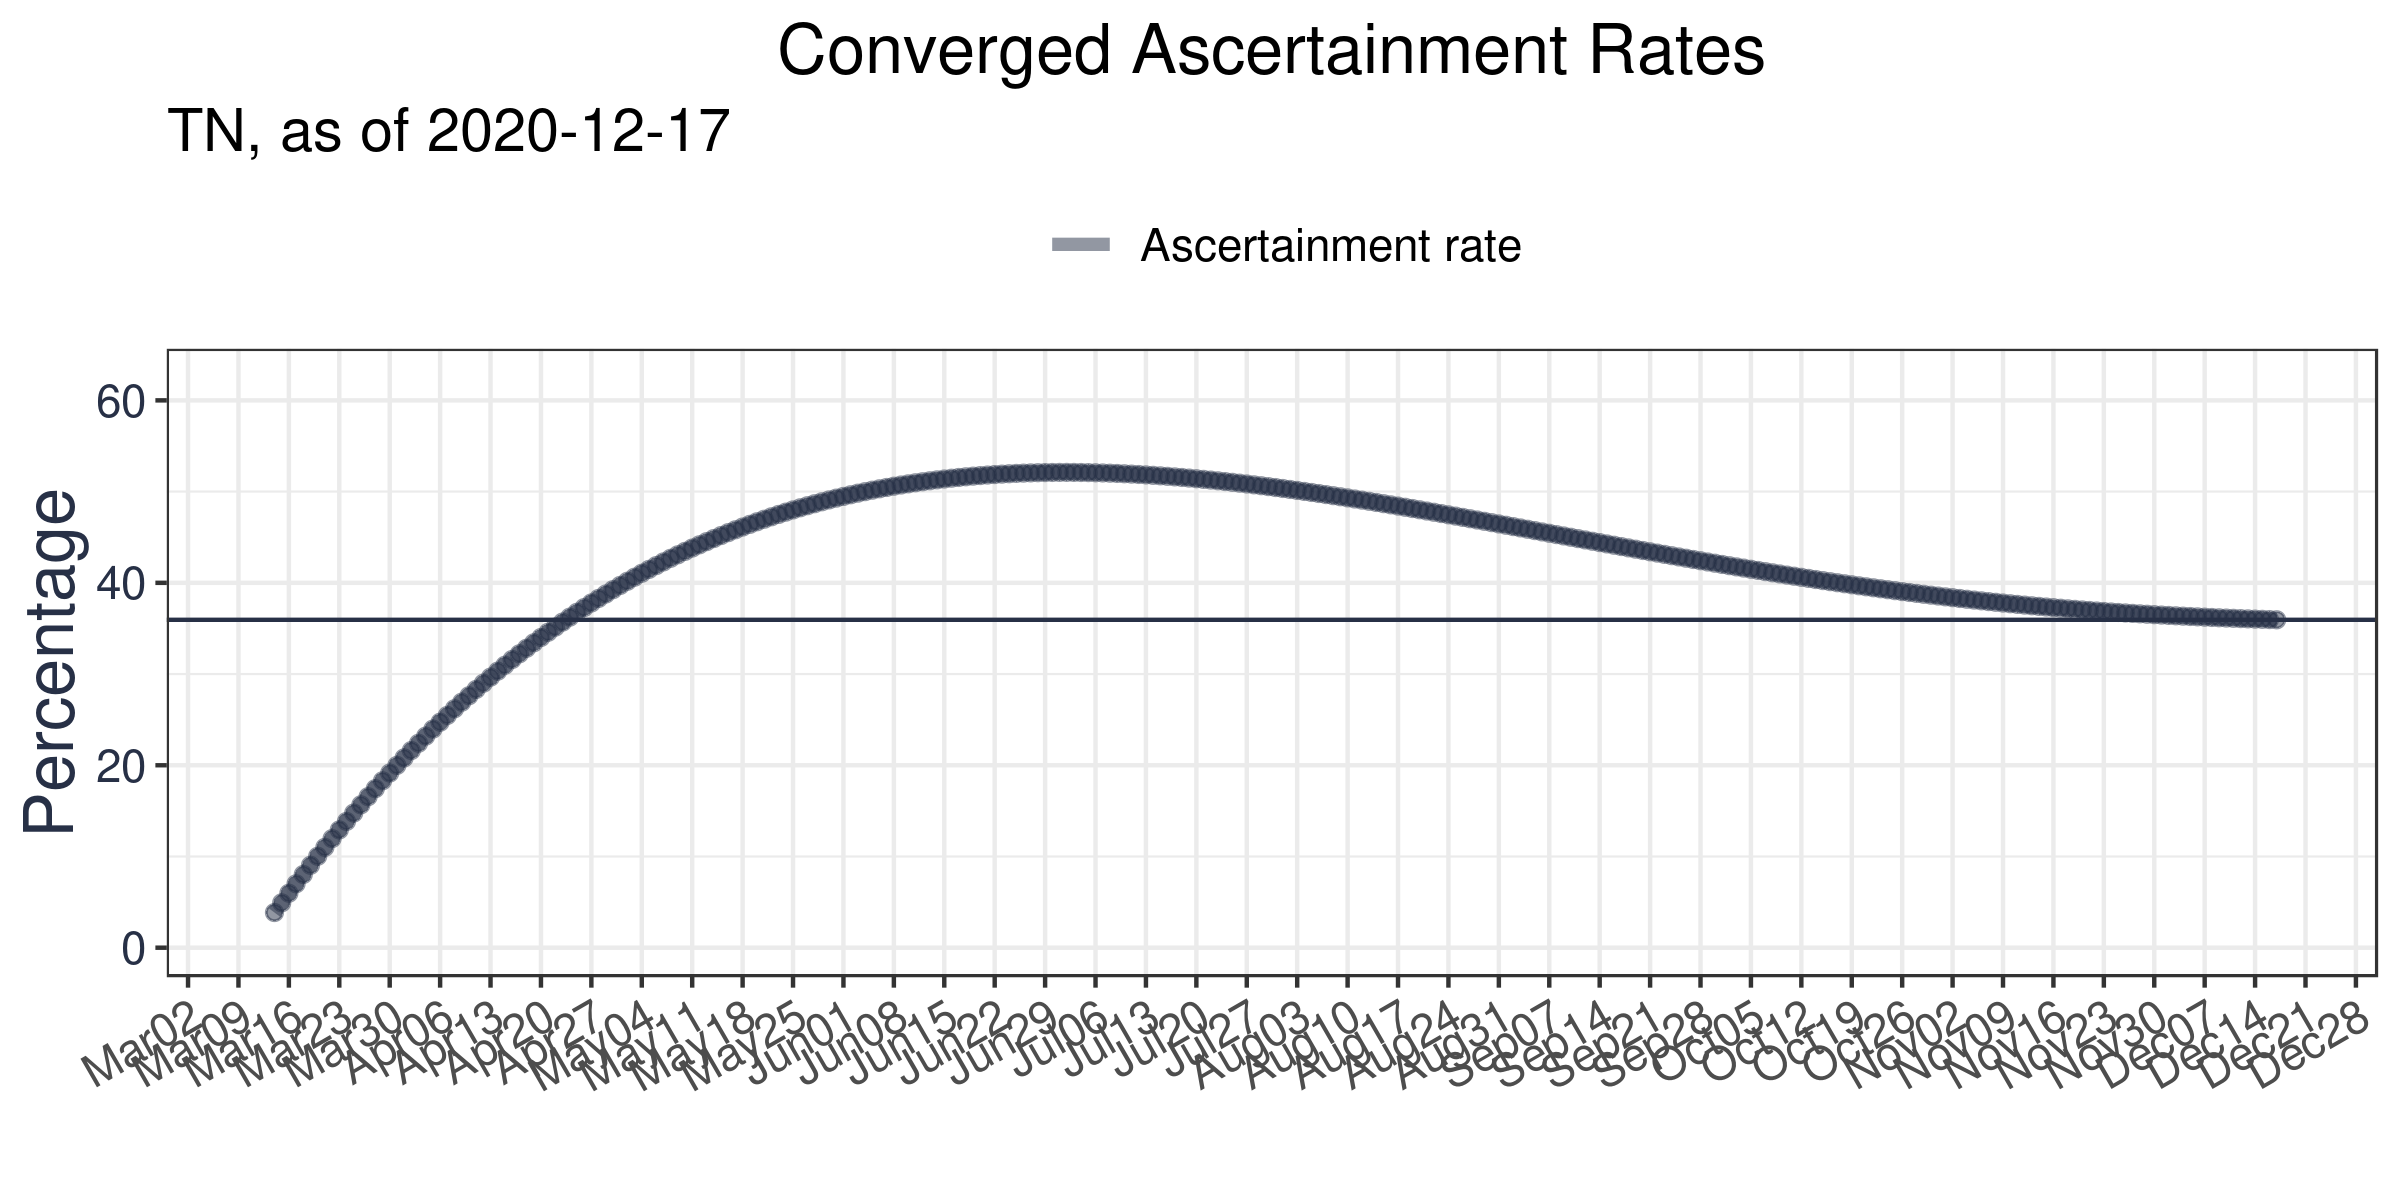 Converged Ascertainment Rates
TN, as of 2020-12-17
Ascertainment rate
Percentage
60
40
20
0
Mar02
Mar09
Mar16
Mar23
Mar30
Apr06
Apr13
Apr20
Apr27
May04
May11
May18
May25
Jun01
Jun08
Jun15
Jun22
Jun29
Jul06
Jul13
Jul20
Jul27
Aug03
Aug10
Aug17
Aug24
Aug31
Sep07
Sep14
Sep21
Sep28
Oct05
Oct12
Oct19
Oct26
Nov02
Nov09
Nov16
Nov23
Nov30
Dec07
Dec14
Dec21
Dec28